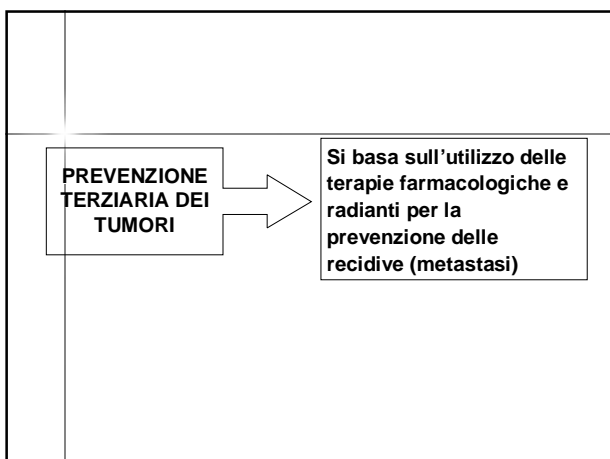 PREVENZIONE
TERZIARIA DEI
TUMORI
Si basa sull’utilizzo delle
terapie farmacologiche e
radianti per la
prevenzione delle
recidive (metastasi)